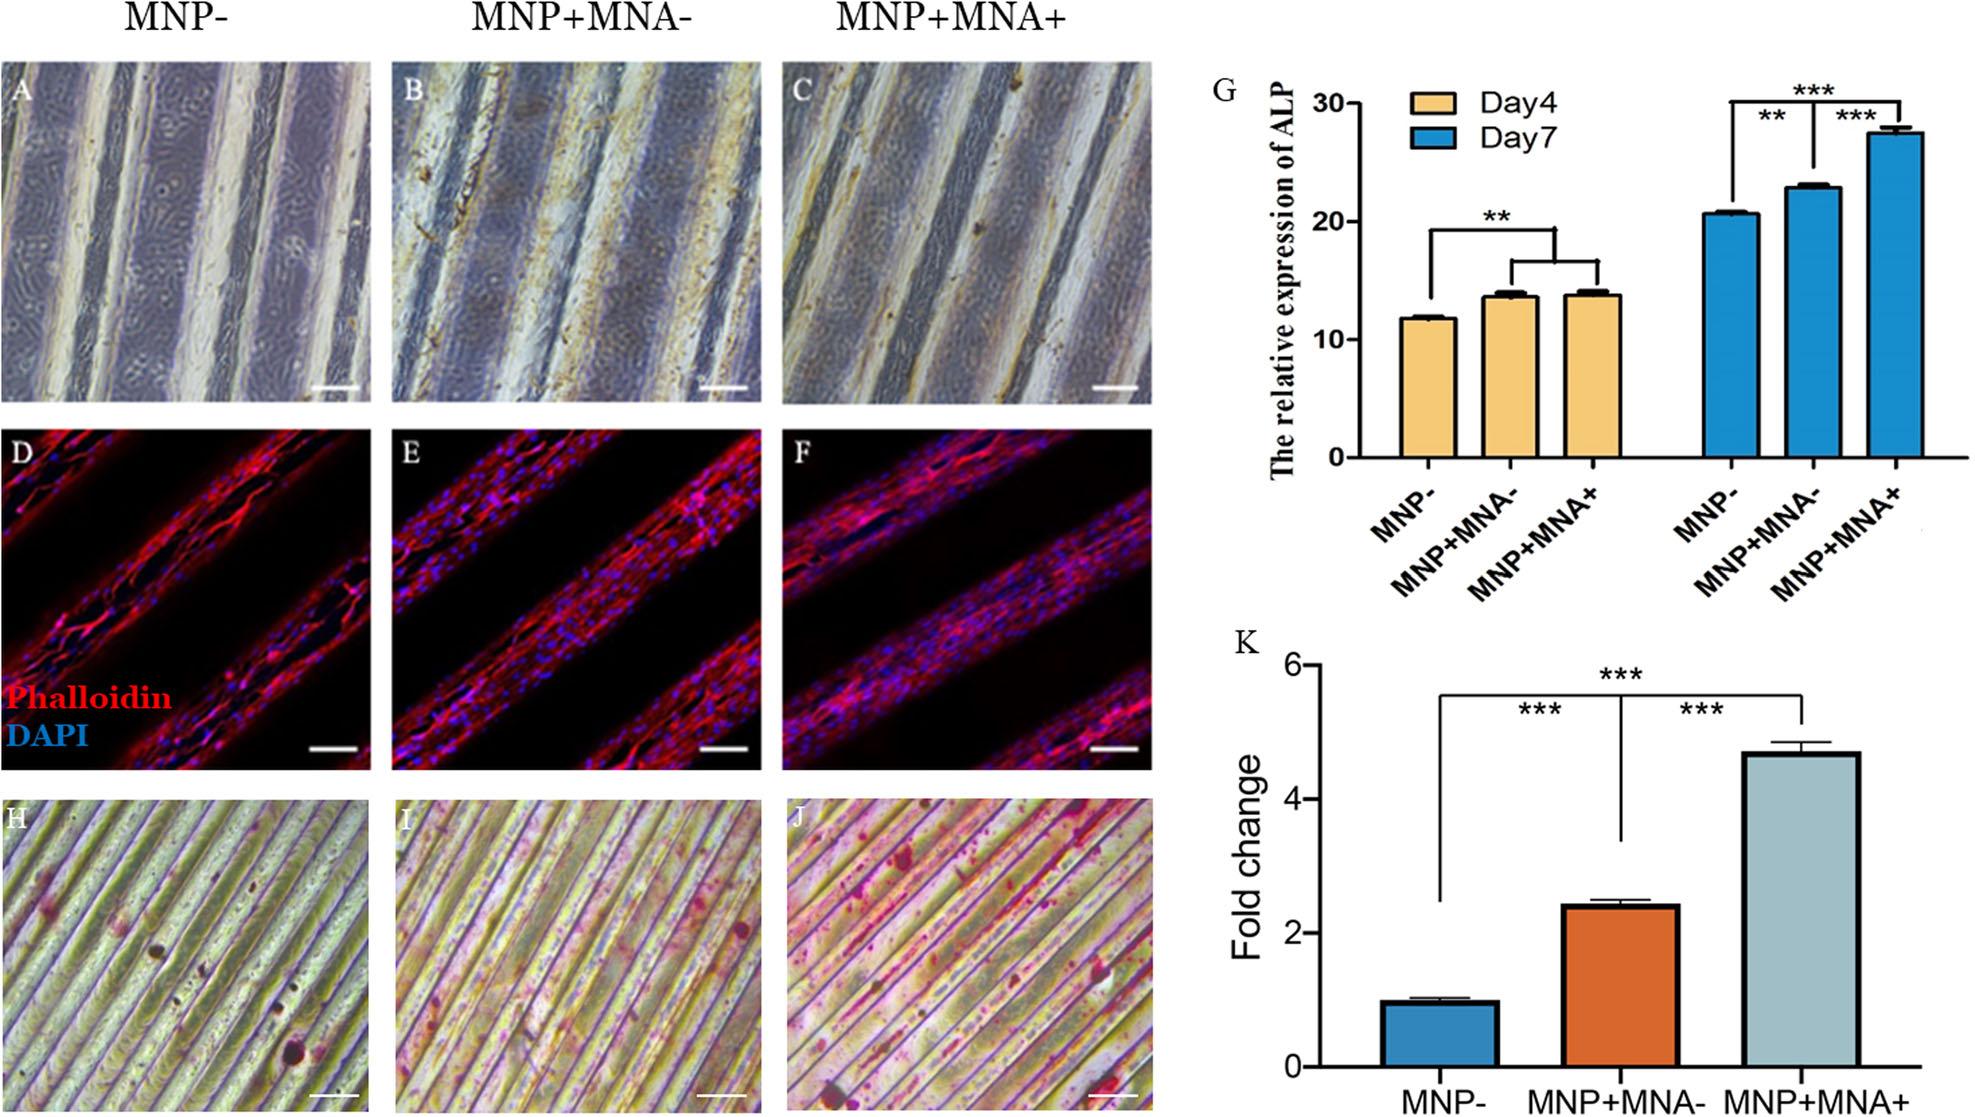 MNP-
MNP+MNA-
MNP+MNA+
A
B
C
D
Phalloidin
DAPI
E
F
H
I
J
G
The relative expression of ALP
30
20
10
0
Day4
Day7
**
***
**
***
MNP-
MNP+MNA-
MNP+MNA+
MNP-
MNP+MNA-
MNP+MNA+
K
Fold change
6
4
2
0
***
***
***
MNP-
MNP+MNA-
MNP+MNA+